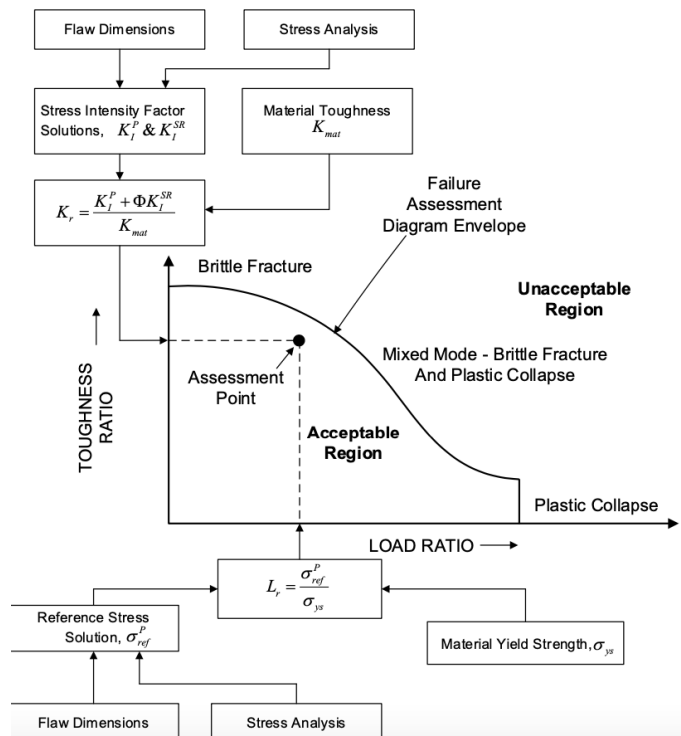 Flaw Dimensions
Stress Analysis
Stress Intensity Factor
Solutions, K_I^P & K_I^SR
Material Toughness
K_mat
K_r = (K_I^P + ΦK_I^SR) / K_mat
Failure
Assessment
Diagram Envelope
Brittle Fracture
Unacceptable
Region
Mixed Mode - Brittle Fracture
And Plastic Collapse
Assessment
Point
TOUGHNESS
RATIO
Acceptable
Region
Plastic Collapse
LOAD RATIO
L_r = σ_ref^P / σ_ys
Reference Stress
Solution, σ_ref^P
Material Yield Strength, σ_ys
Flaw Dimensions
Stress Analysis